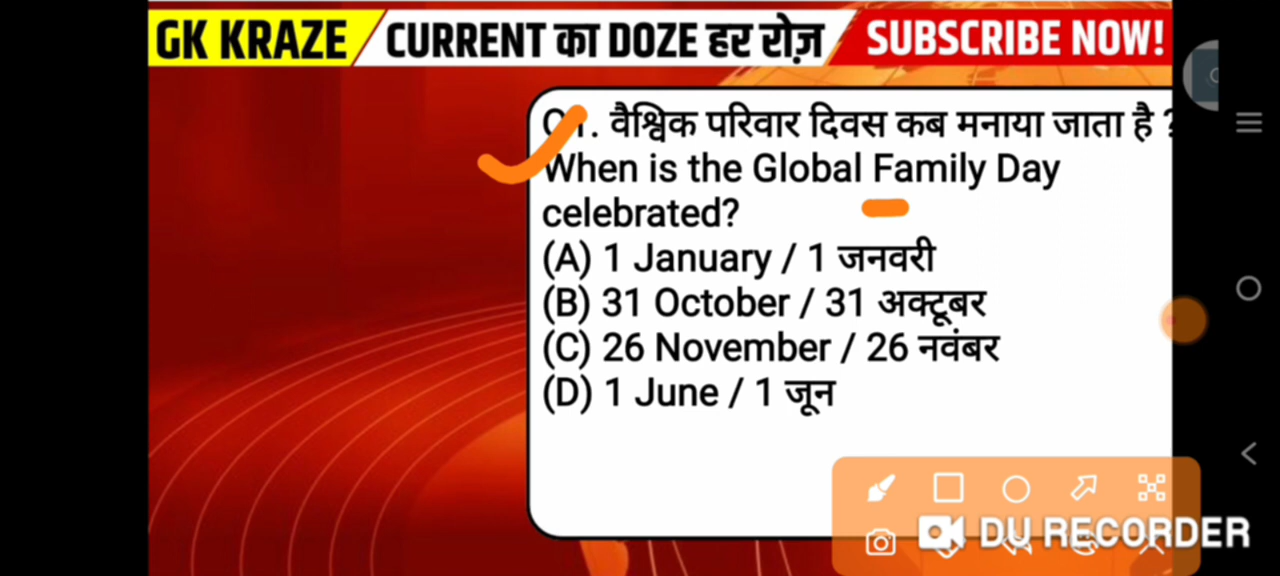 GK KRAZE CURRENT का DOZE हर रोज़ SUBSCRIBE NOW!
Q1. वैश्विक परिवार दिवस कब मनाया जाता है ?
When is the Global Family Day
celebrated?
(A) 1 January / 1 जनवरी
(B) 31 October / 31 अक्टूबर
(C) 26 November / 26 नवंबर
(D) 1 June / 1 जून
DU RECORDER